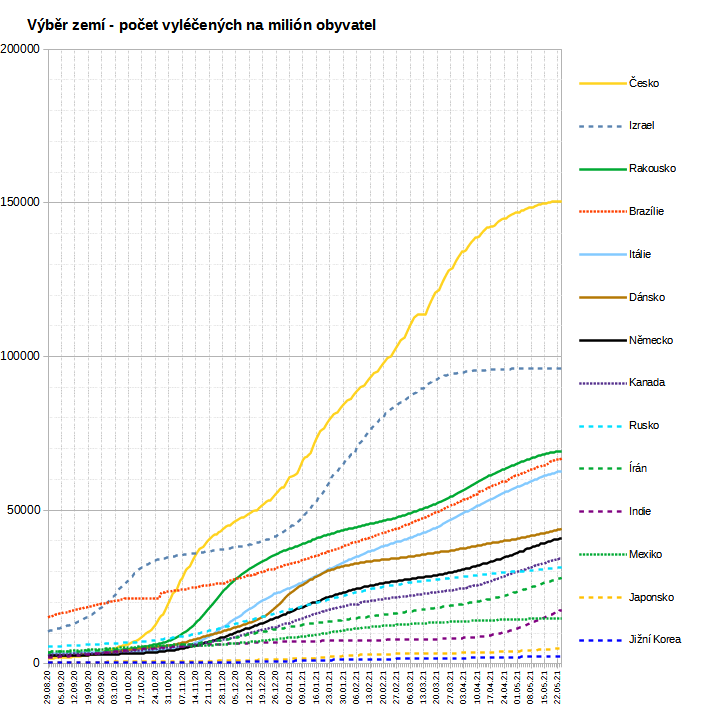 Výběr zemí - počet vyléčených na milión obyvatel
200000
150000
100000
50000
0
Česko
Izrael
Rakousko
Brazílie
Itálie
Dánsko
Německo
Kanada
Rusko
Írán
Indie
Mexiko
Japonsko
Jižní Korea
29.08.20
05.09.20
12.09.20
19.09.20
26.09.20
03.10.20
10.10.20
17.10.20
24.10.20
31.10.20
07.11.20
14.11.20
21.11.20
28.11.20
05.12.20
12.12.20
19.12.20
26.12.20
02.01.21
09.01.21
16.01.21
23.01.21
30.01.21
06.02.21
13.02.21
20.02.21
27.02.21
06.03.21
13.03.21
20.03.21
27.03.21
03.04.21
10.04.21
17.04.21
24.04.21
01.05.21
08.05.21
15.05.21
22.05.21